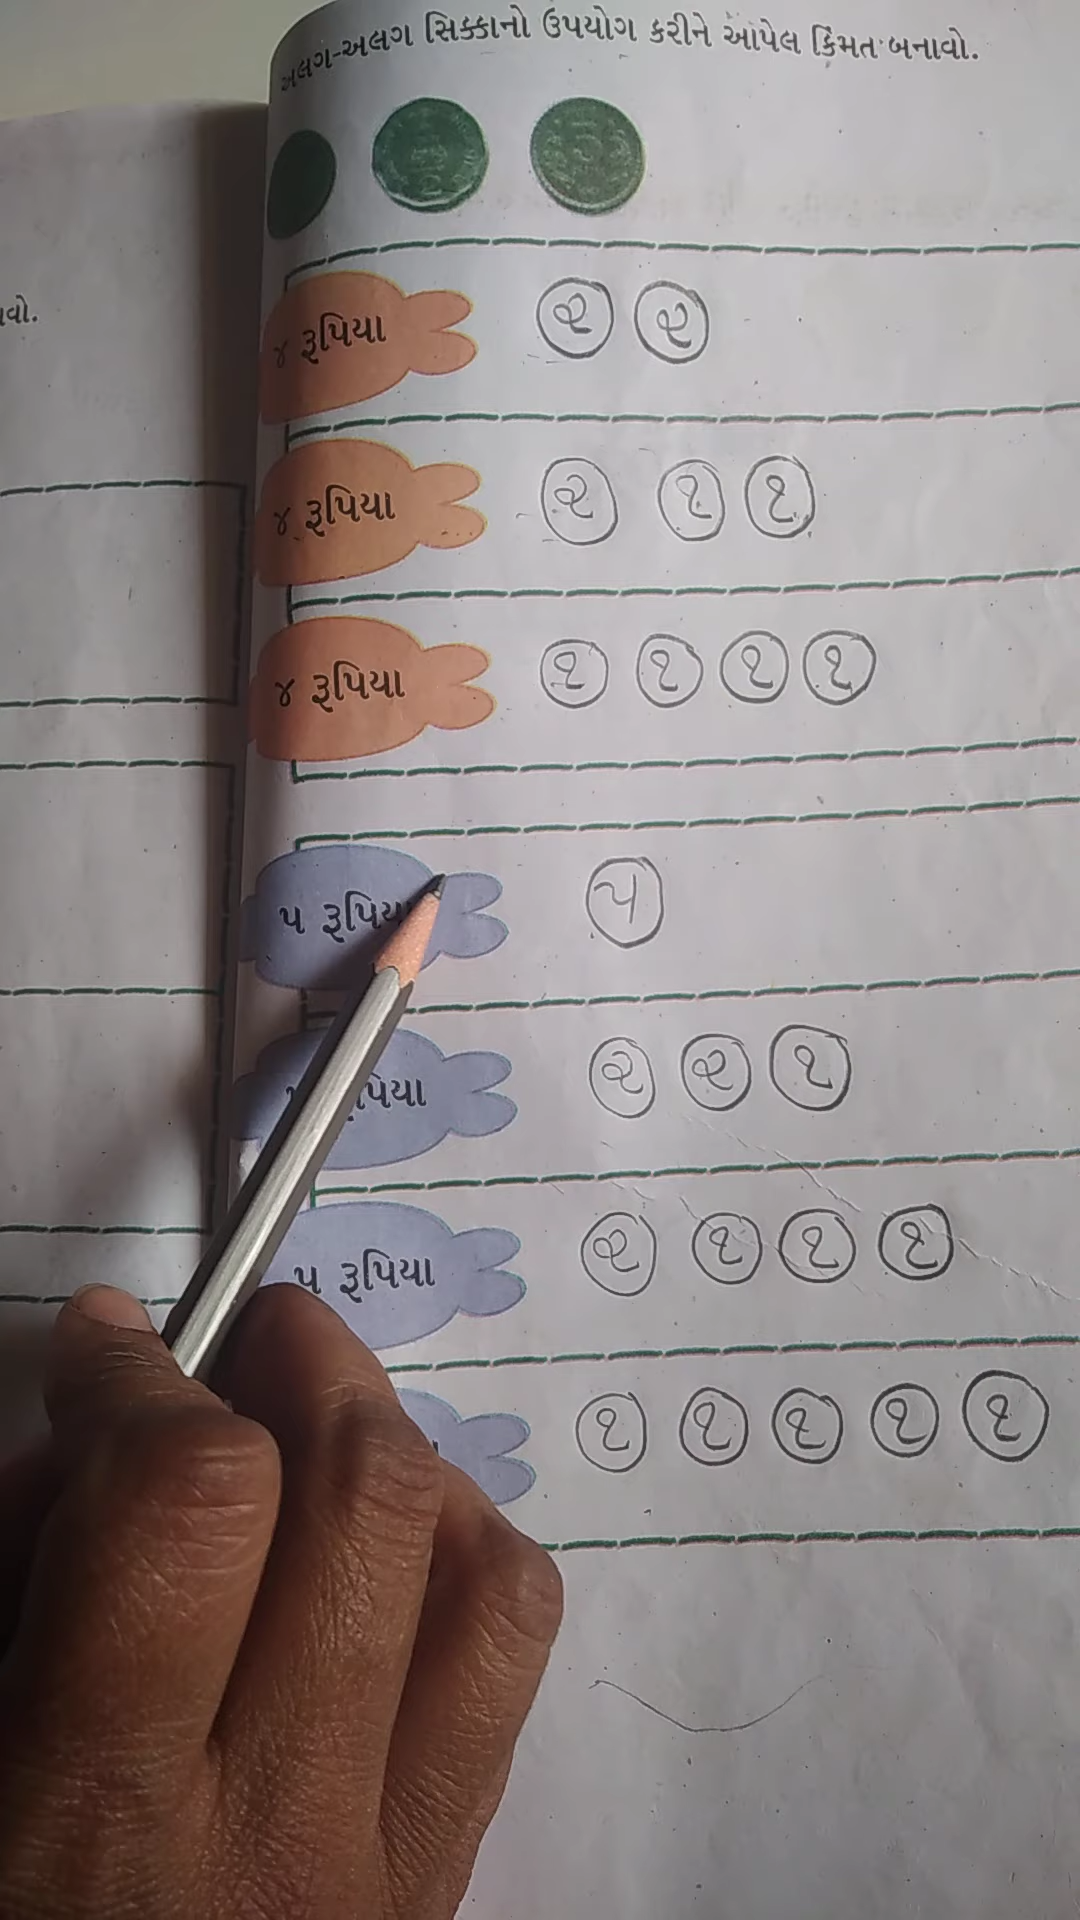 અલગ-અલગ સિક્કાનો ઉપયોગ કરીને આપેલ કિંમત બનાવો.
૪ રૂપિયા ૨ ૨
૪ રૂપિયા ૨ ૧ ૧
૪ રૂપિયા ૧ ૧ ૧ ૧
૫ રૂપિયા ૫
૨ ૨ ૧
૫ રૂપિયા ૨ ૧ ૧ ૧
૧ ૧ ૧ ૧ ૧